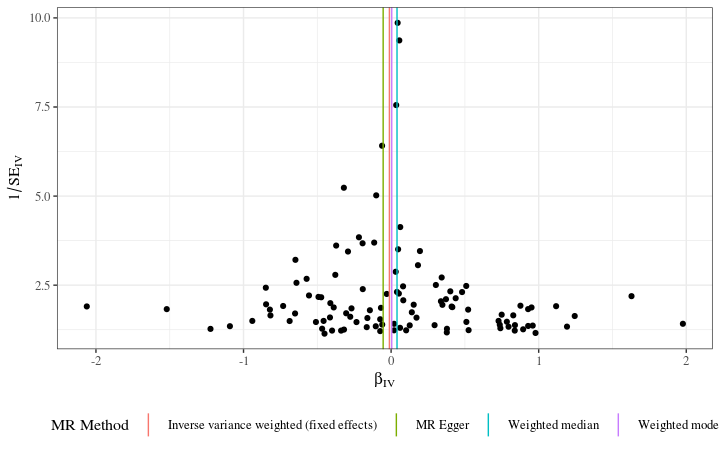 10.0
7.5
5.0
2.5
1/SE_IV
-2 -1 0 1 2
β_IV
MR Method Inverse variance weighted (fixed effects) MR Egger Weighted median Weighted mode